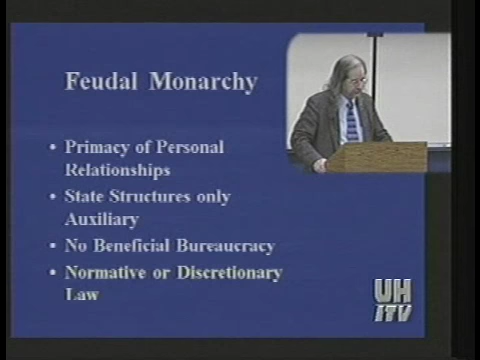 Feudal Monarchy
• Primacy of Personal
Relationships
• State Structures only
Auxiliary
• No Beneficial Bureaucracy
• Normative or Discretionary
Law
UH
ITV